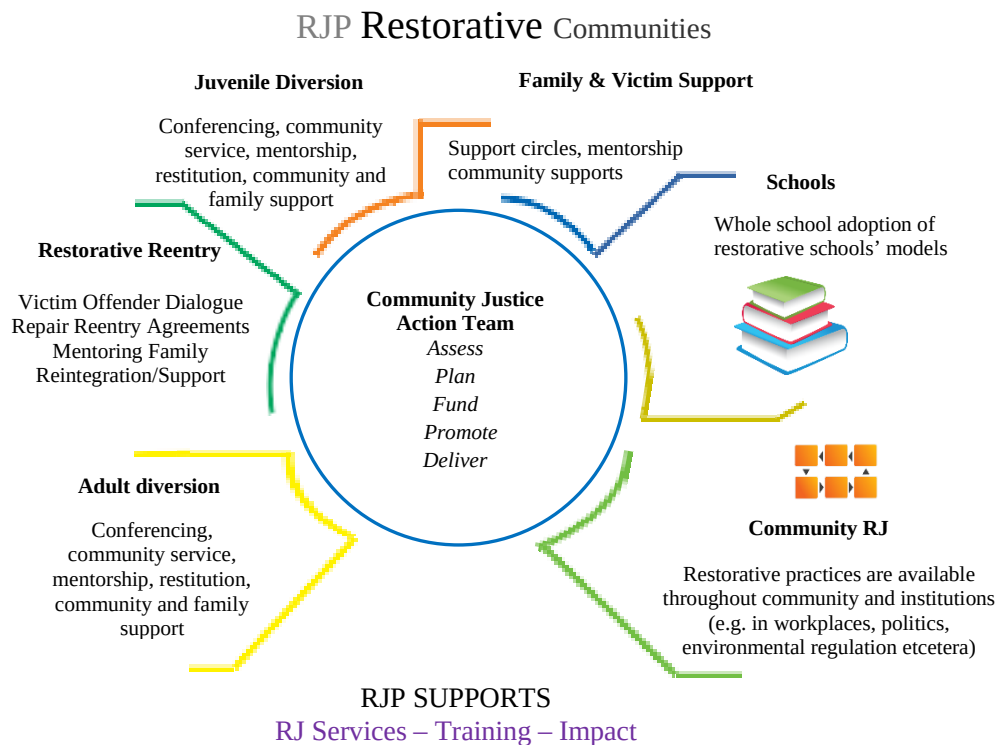 RJP Restorative Communities
Juvenile Diversion
Conferencing, community
service, mentorship,
restitution, community and
family support
Family & Victim Support
Support circles, mentorship
community supports
Schools
Whole school adoption of
restorative schools’ models
Restorative Reentry
Victim Offender Dialogue
Repair Reentry Agreements
Mentoring Family
Reintegration/Support
Community Justice
Action Team
Assess
Plan
Fund
Promote
Deliver
Adult diversion
Conferencing,
community service,
mentorship, restitution,
community and family
support
Community RJ
Restorative practices are available
throughout community and institutions
(e.g. in workplaces, politics,
environmental regulation etcetera)
RJP SUPPORTS
RJ Services – Training – Impact